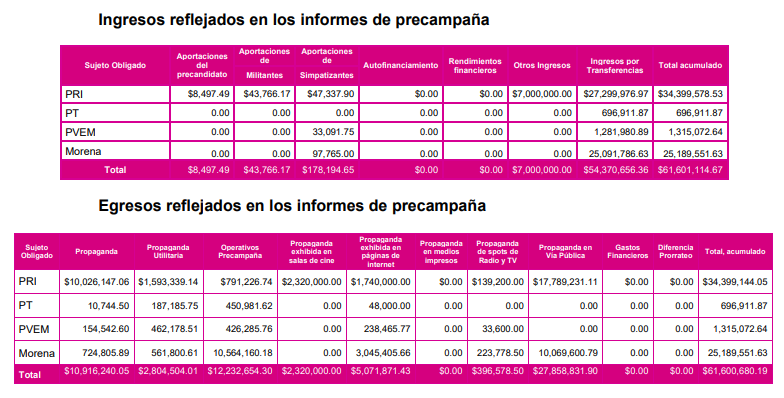 Ingresos reflejados en los informes de precampaña
Sujeto Obligado Aportaciones del precandidato Aportaciones de Militantes Aportaciones de Simpatizantes Autofinanciamiento Rendimientos financieros Otros Ingresos Ingresos por Transferencias Total acumulado
PRI $8,497.49 $43,766.17 $47,337.90 $0.00 $0.00 $7,000,000.00 $27,299,976.97 $34,399,578.53
PT 0.00 0.00 0.00 0.00 0.00 0.00 696,911.87 696,911.87
PVEM 0.00 0.00 33,091.75 0.00 0.00 0.00 1,281,980.89 1,315,072.64
Morena 0.00 0.00 97,765.00 0.00 0.00 0.00 25,091,786.63 25,189,551.63
Total $8,497.49 $43,766.17 $178,194.65 $0.00 $0.00 $7,000,000.00 $54,370,656.36 $61,601,114.67
Egresos reflejados en los informes de precampaña
Sujeto Obligado Propaganda Propaganda Utilitaria Operativos Precampaña Propaganda exhibida en salas de cine Propaganda exhibida en páginas de Internet Propaganda en medios impresos Propaganda de spots de Radio y TV Propaganda en Vía Pública Gastos Financieros Diferencia Prorrateo Total, acumulado
PRI $10,026,147.06 $1,593,339.14 $791,226.74 $2,320,000.00 $1,740,000.00 $0.00 $139,200.00 $17,789,231.11 $0.00 $0.00 $34,399,144.05
PT 10,744.50 187,185.75 450,981.62 0.00 48,000.00 0.00 0.00 0.00 0.00 0.00 696,911.87
PVEM 154,542.60 462,178.51 426,285.76 0.00 238,465.77 0.00 33,600.00 0.00 0.00 0.00 1,315,072.64
Morena 724,805.89 561,800.61 10,564,160.18 0.00 3,045,405.66 0.00 223,778.50 10,069,600.79 0.00 0.00 25,189,551.63
Total $10,916,240.05 $2,804,504.01 $12,232,654.30 $2,320,000.00 $5,071,871.43 $0.00 $396,578.50 $27,858,831.90 $0.00 $0.00 $61,600,680.19